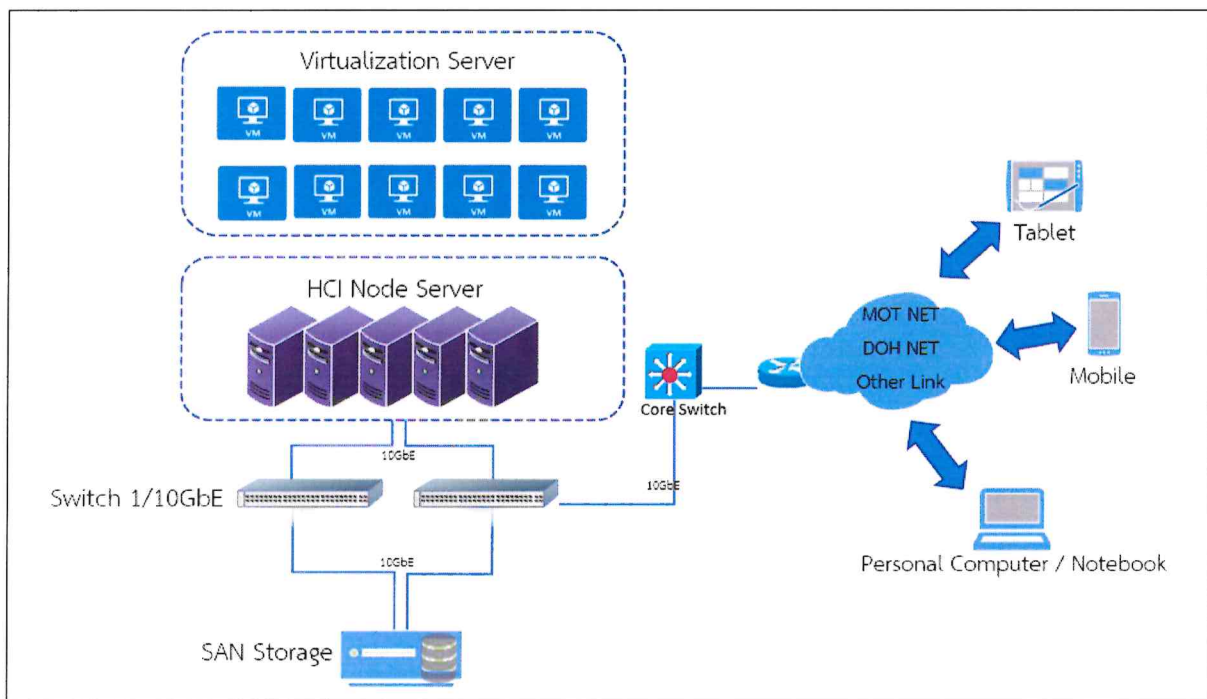 Virtualization Server
VM VM VM VM VM
VM VM VM VM VM
HCI Node Server
10GbE
Switch 1/10GbE
10GbE
SAN Storage
Core Switch
10GbE
MOT NET
DOH NET
Other Link
Tablet
Mobile
Personal Computer / Notebook